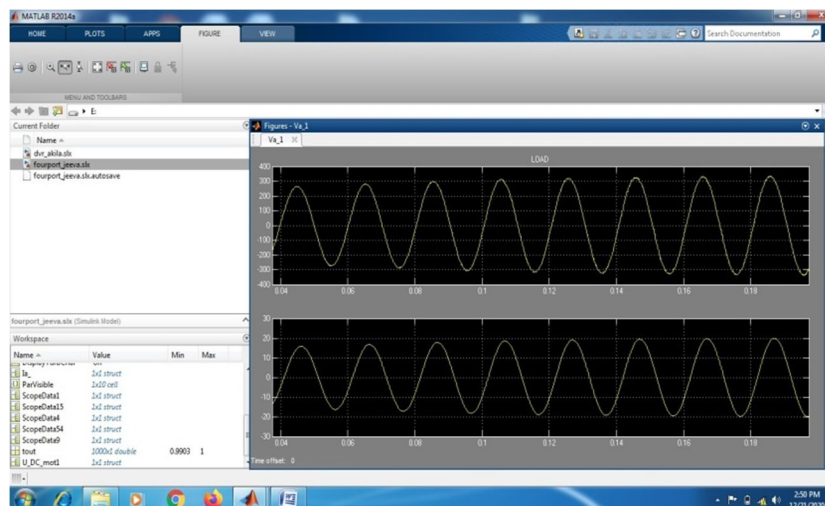 MATLAB R2014a
HOME PLOTS APPS FIGURE VIEW
Search Documentation
MENU AND TOOLBARS
E:
Current Folder
Name
dvr_akila.slx
fourport_jeeva.slx
fourport_jeeva.slx.autosave
fourport_jeeva.slx (Simulink Model)
Workspace
Name Value Min Max
Ia_ 1x1 struct
ParVisible 1x10 cell
ScopeData1 1x1 struct
ScopeData15 1x1 struct
ScopeData4 1x1 struct
ScopeData54 1x1 struct
ScopeData9 1x1 struct
tout 1000x1 double 0.9903 1
U_DC_mot1 1x1 struct
Figures - Va_1
Va_1
LOAD
400
300
200
100
0
-100
-200
-300
-400
0.04 0.06 0.08 0.1 0.12 0.14 0.16 0.18
30
20
10
0
-10
-20
-30
0.04 0.06 0.08 0.1 0.12 0.14 0.16 0.18
Time offset: 0
2:50 PM
12/21/2020